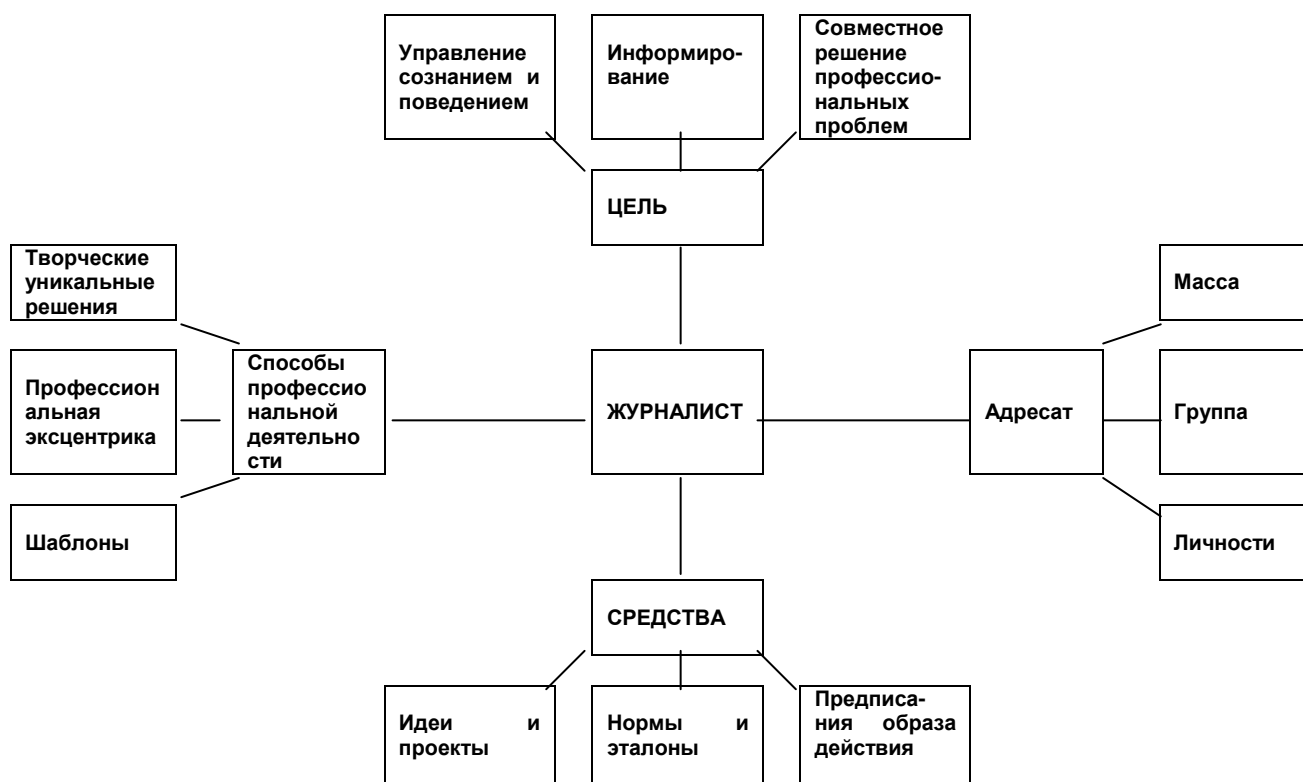 Управление
сознанием и
поведением
Информиро-
вание
Совместное
решение
профессио-
нальных
проблем
ЦЕЛЬ
Творческие
уникальные
решения
Масса
Профессион
альная
эксцентрика
Способы
профессио
нальной
деятельно
сти
ЖУРНАЛИСТ
Адресат
Группа
Шаблоны
Личности
СРЕДСТВА
Идеи и
проекты
Нормы и
эталоны
Предписа-
ния образа
действия